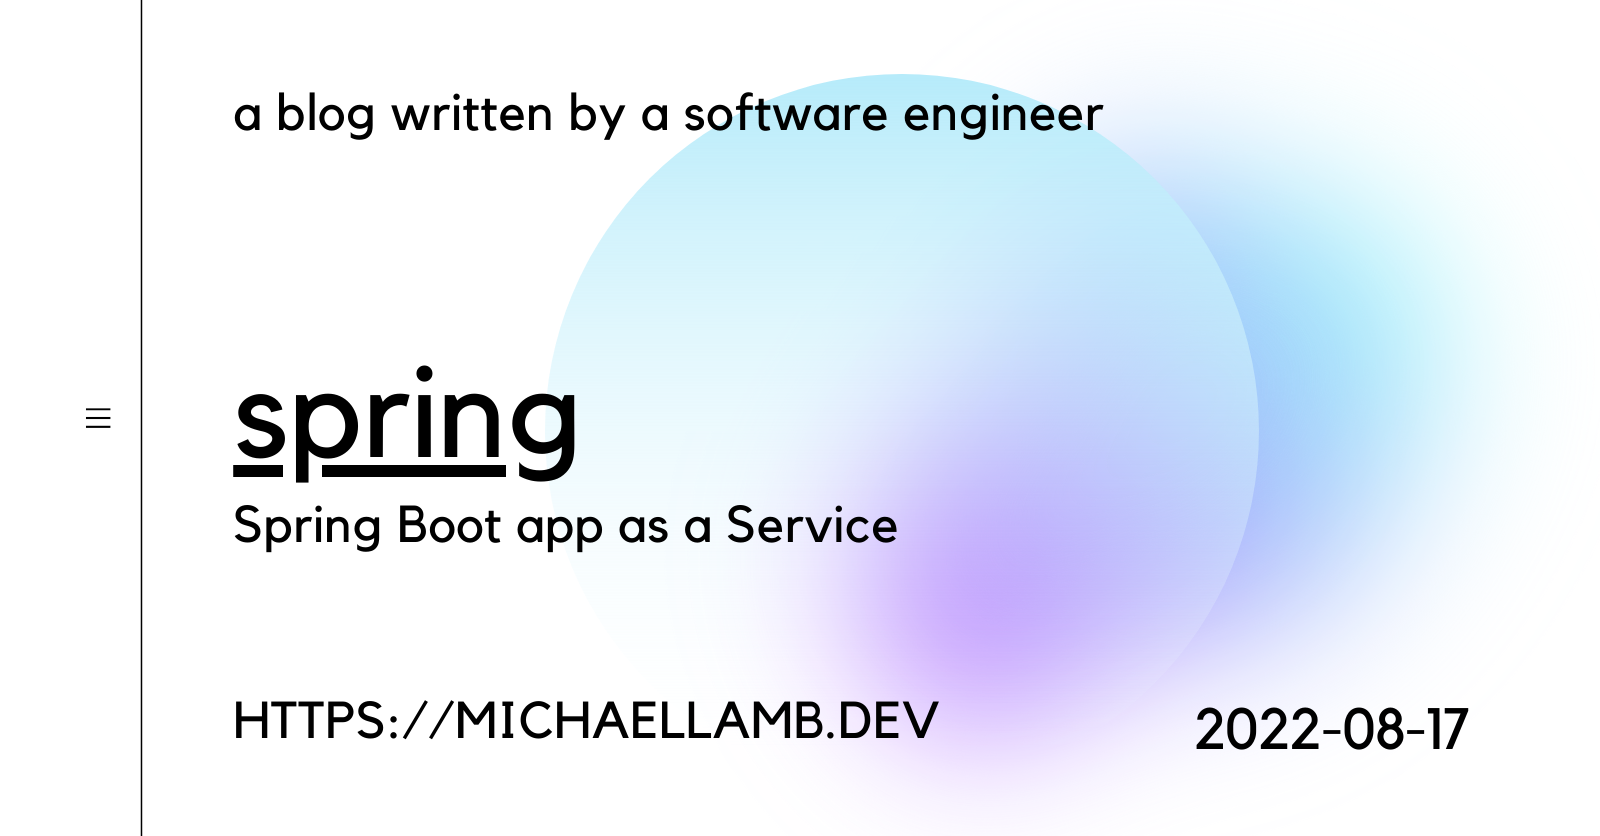 a blog written by a software engineer
spring
Spring Boot app as a Service
HTTPS://MICHAELLAMB.DEV
2022-08-17